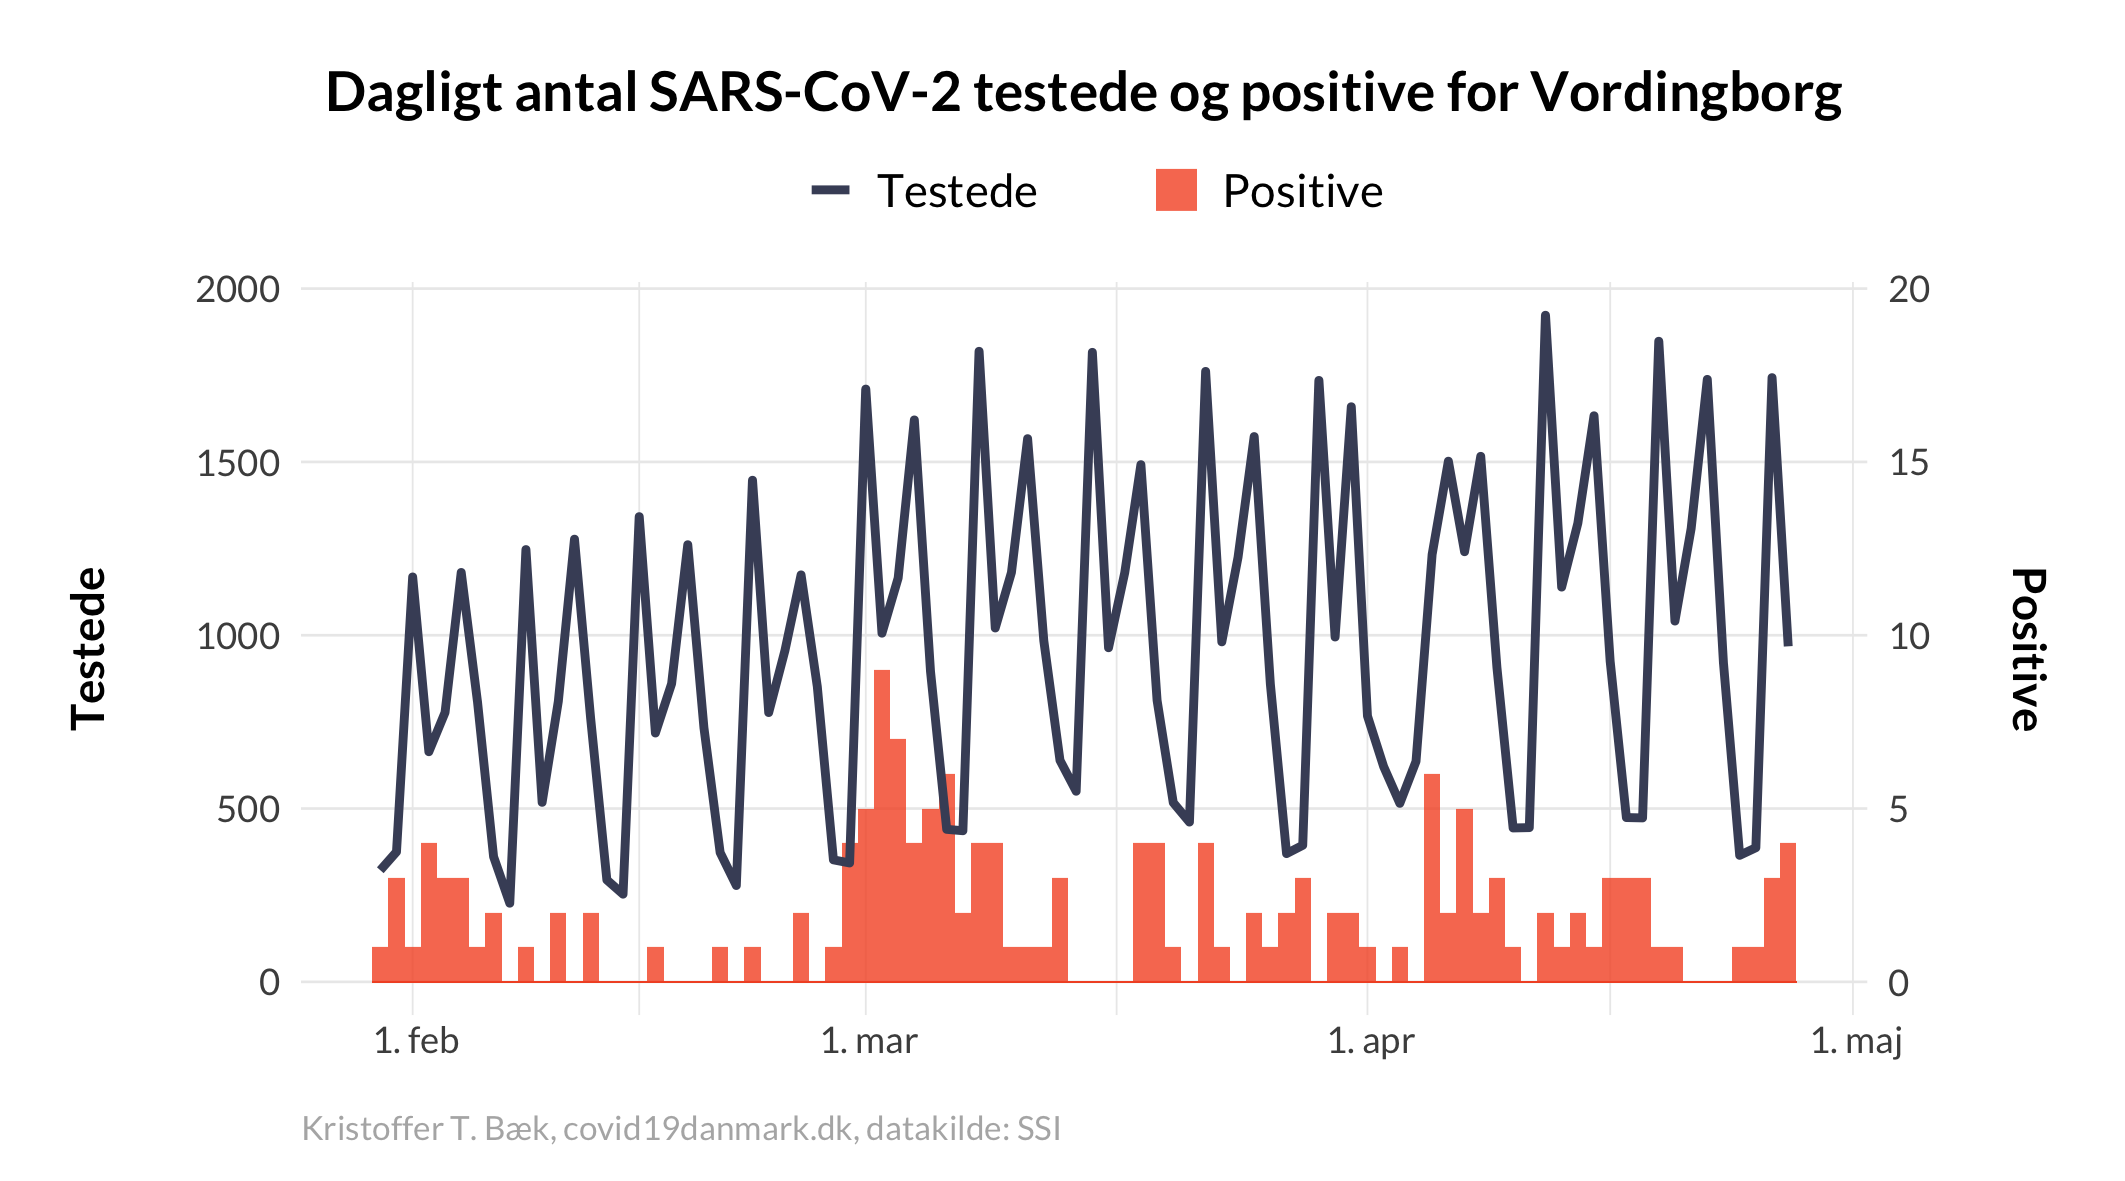 Dagligt antal SARS-CoV-2 testede og positive for Vordingborg
Testede Positive
2000 20
1500 15
1000 10
500 5
0 0
Testede
Positive
1. feb 1. mar 1. apr 1. maj
Kristoffer T. Bæk, covid19danmark.dk, datakilde: SSI